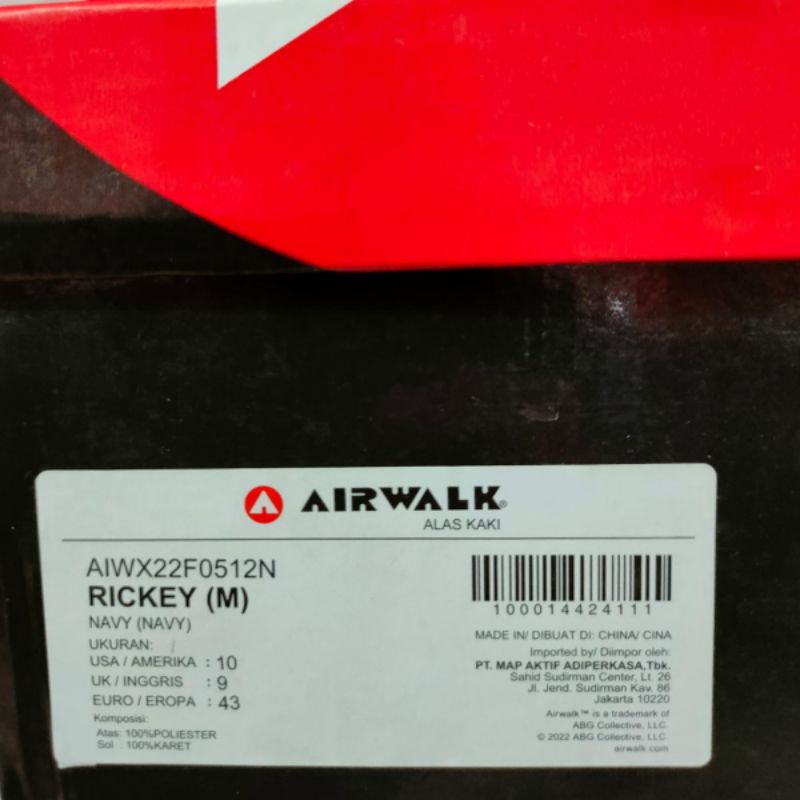 AIRWALK®
ALAS KAKI
AIWX22F0512N
RICKEY (M)
NAVY (NAVY)
UKURAN:
USA / AMERIKA : 10
UK / INGGRIS : 9
EURO / EROPA : 43
Komposisi:
Atas: 100%POLIESTER
Sol : 100%KARET
100014424111
MADE IN/ DIBUAT DI: CHINA/ CINA
Imported by/ Diimpor oleh:
PT. MAP AKTIF ADIPERKASA,Tbk.
Sahid Sudirman Center, Lt. 26
Jl. Jend. Sudirman Kav. 86
Jakarta 10220
Airwalk™ is a trademark of
ABG Collective, LLC.
© 2022 ABG Collective, LLC.
airwalk.com